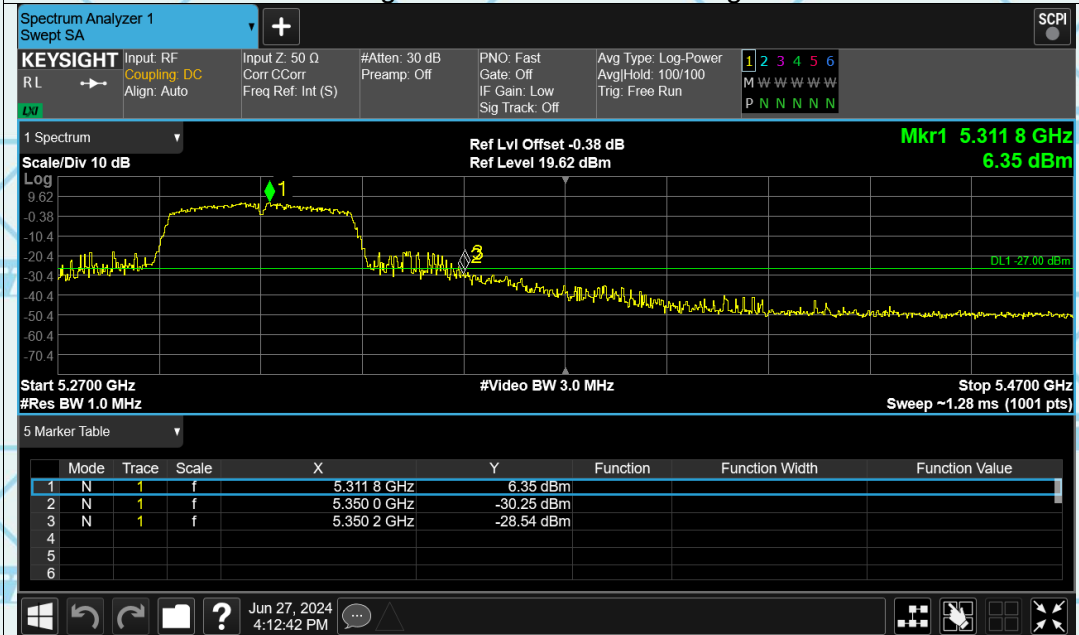 Spectrum Analyzer 1
Swept SA
+
SCPI
KEYSIGHT
RL
LXI
Input: RF
Coupling: DC
Align: Auto
Input Z: 50 Ω
Corr CCorr
Freq Ref: Int (S)
#Atten: 30 dB
Preamp: Off
PNO: Fast
Gate: Off
IF Gain: Low
Sig Track: Off
Avg Type: Log-Power
Avg|Hold: 100/100
Trig: Free Run
1 2 3 4 5 6
M W W W W W
P N N N N N
1 Spectrum
Scale/Div 10 dB
Ref Lvl Offset -0.38 dB
Ref Level 19.62 dBm
Mkr1 5.311 8 GHz
6.35 dBm
Log
9.62
-0.38
-10.4
-20.4
-30.4
-40.4
-50.4
-60.4
-70.4
1
3
2
DL1 -27.00 dBm
Start 5.2700 GHz
#Video BW 3.0 MHz
Stop 5.4700 GHz
#Res BW 1.0 MHz
Sweep ~1.28 ms (1001 pts)
5 Marker Table
Mode Trace Scale X Y Function Function Width Function Value
1 N 1 f 5.311 8 GHz 6.35 dBm
2 N 1 f 5.350 0 GHz -30.25 dBm
3 N 1 f 5.350 2 GHz -28.54 dBm
4
5
6
?
Jun 27, 2024
4:12:42 PM